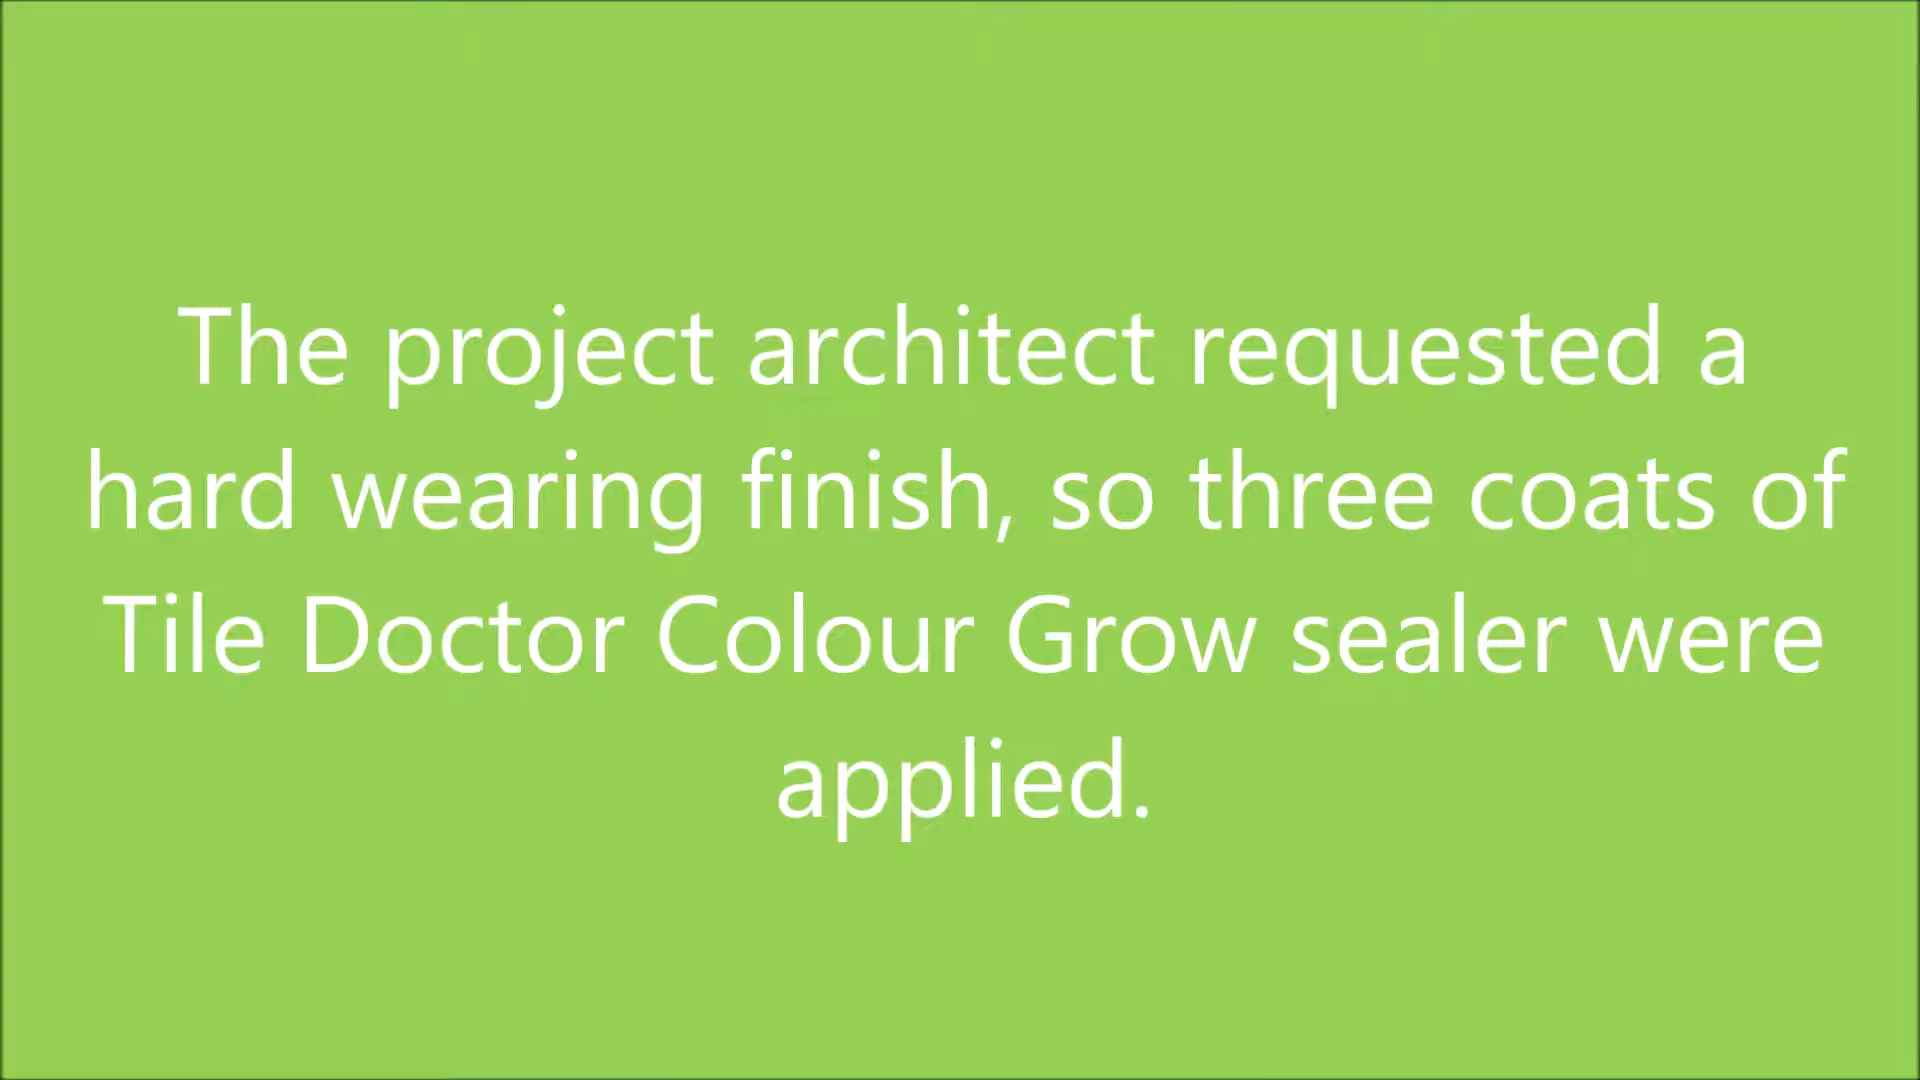 The project architect requested a
hard wearing finish, so three coats of
Tile Doctor Colour Grow sealer were
applied.